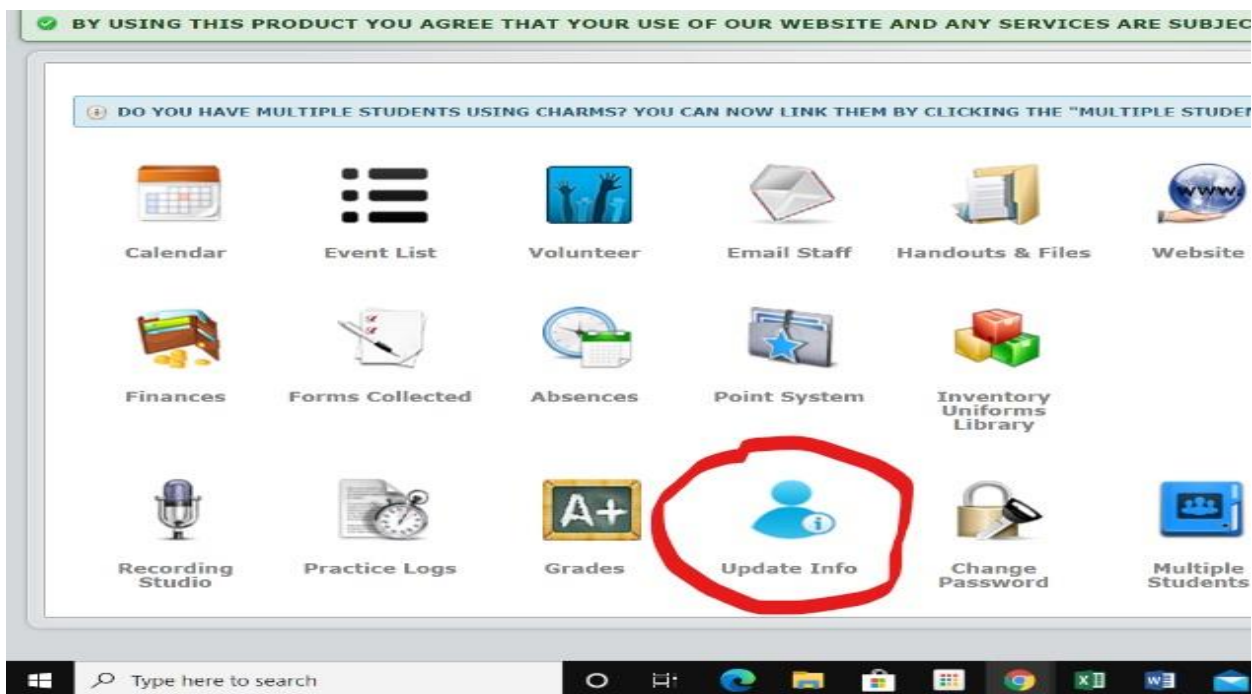 BY USING THIS PRODUCT YOU AGREE THAT YOUR USE OF OUR WEBSITE AND ANY SERVICES ARE SUBJEC
DO YOU HAVE MULTIPLE STUDENTS USING CHARMS? YOU CAN NOW LINK THEM BY CLICKING THE "MULTIPLE STUDEN
www.
Calendar Event List Volunteer Email Staff Handouts & Files Website
Finances Forms Collected Absences Point System Inventory
Uniforms
Library
A+
Recording Practice Logs Grades Update Info Change Multiple
Studio Password Students
Type here to search